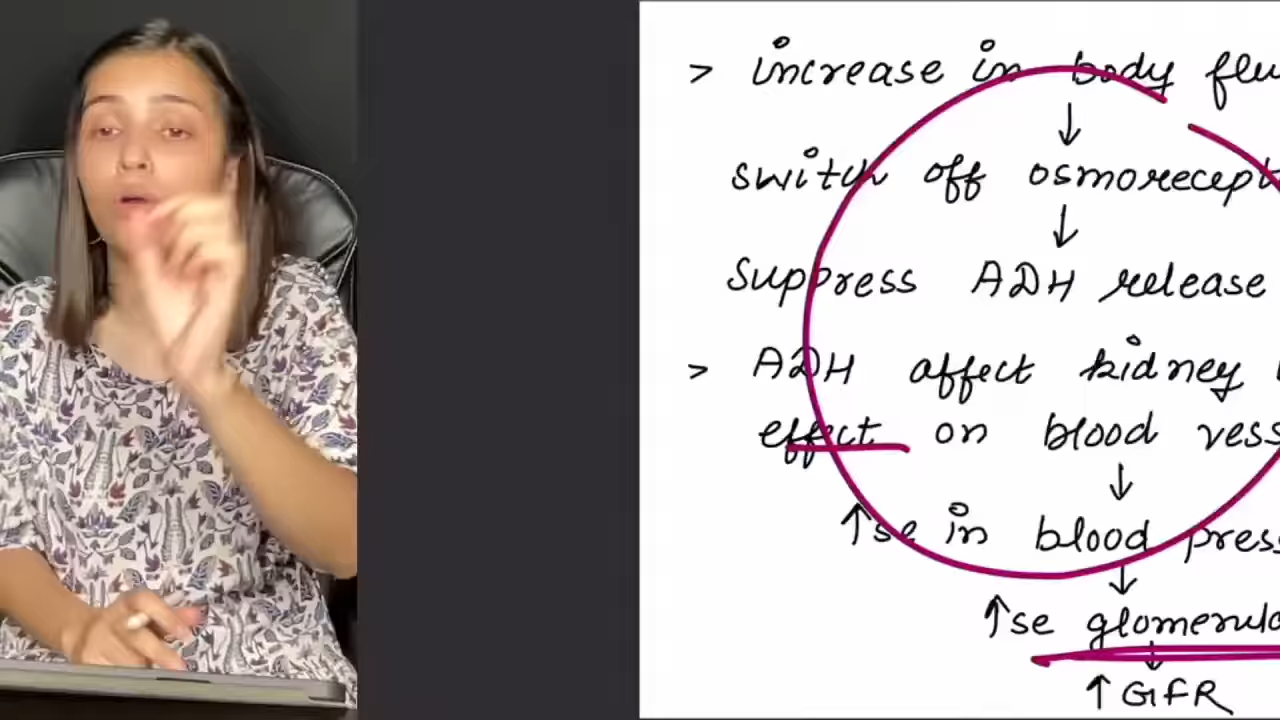 > increase in body flu
↓
switch off osmorecept
↓
suppress ADH release
> ADH affect kidney
effect on blood vess
↓
↑se in blood press
↓
↑se glomerulo
↓
↑ GFR